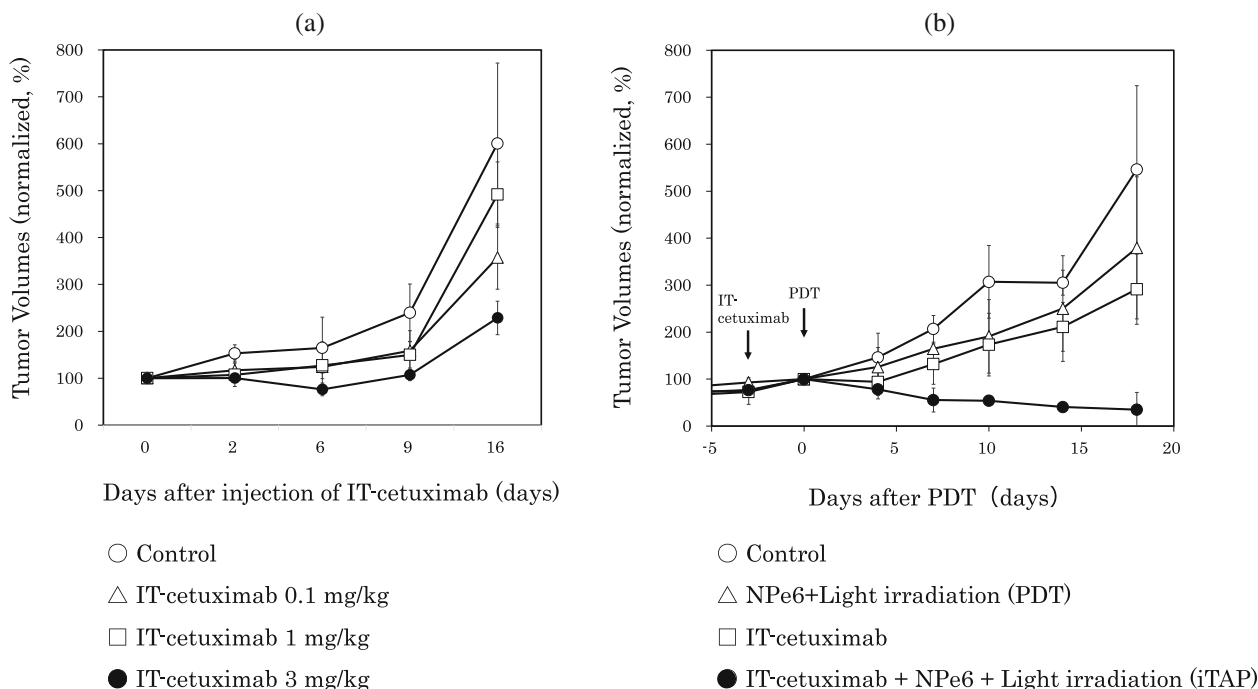 (a)
Tumor Volumes (normalized, %)
800
700
600
500
400
300
200
100
0
0 2 6 9 16
Days after injection of IT-cetuximab (days)
Control
IT-cetuximab 0.1 mg/kg
IT-cetuximab 1 mg/kg
IT-cetuximab 3 mg/kg
(b)
Tumor Volumes (normalized, %)
800
700
600
500
400
300
200
100
0
IT-
cetuximab
PDT
-5 0 5 10 15 20
Days after PDT (days)
Control
NPe6+Light irradiation (PDT)
IT-cetuximab
IT-cetuximab + NPe6 + Light irradiation (iTAP)